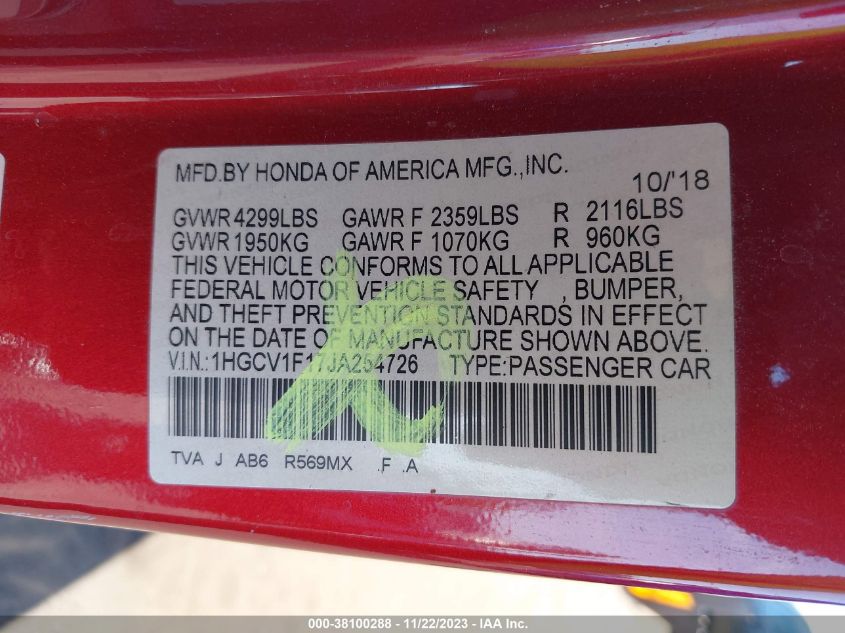 MFD.BY HONDA OF AMERICA MFG.,INC.
10/'18
GVWR 4299LBS GAWR F 2359LBS R 2116LBS
GVWR 1950KG GAWR F 1070KG R 960KG
THIS VEHICLE CONFORMS TO ALL APPLICABLE
FEDERAL MOTOR VEHICLE SAFETY , BUMPER,
AND THEFT PREVENTION STANDARDS IN EFFECT
ON THE DATE OF MANUFACTURE SHOWN ABOVE.
V.I.N.: 1HGCV1F17JA254726 TYPE:PASSENGER CAR
TVA J AB6 R569MX .F .A
000-38100288 - 11/22/2023 - IAA Inc.